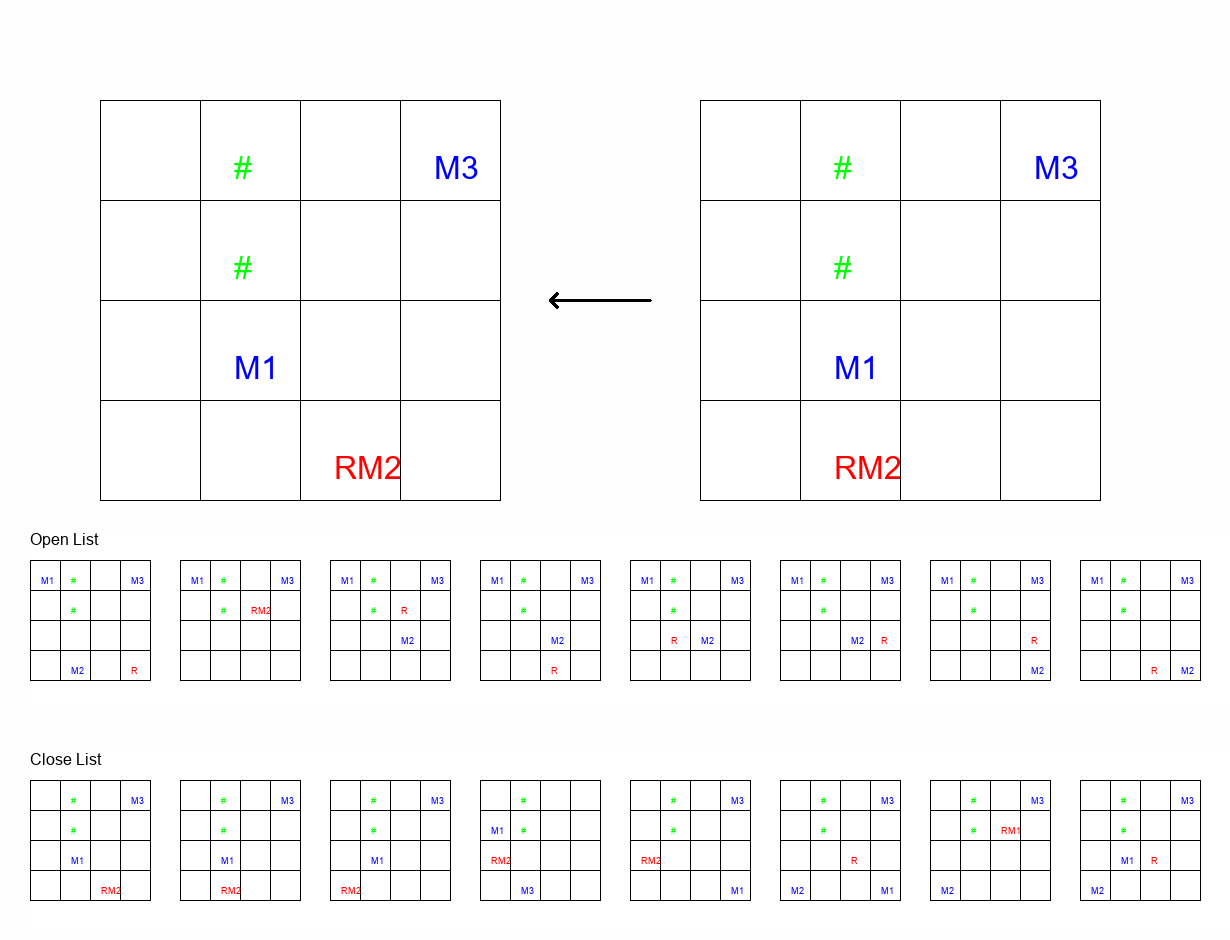 # M3 # M3
# #
M1 M1
RM2 RM2
Open List
M1 # M3 M1 # M3 M1 # M3 M1 # M3 M1 # M3 M1 # M3 M1 # M3 M1 # M3
# # RM2 # R # # # # #
M2 M2 R M2 M2 R R
M2 R R M2 R M2
Close List
# M3 # M3 # M3 # # M3 # M3 # M3 # M3
# # # M1 # # # # RM1 #
M1 M1 M1 RM2 RM2 R M1 R
RM2 RM2 RM2 M3 M1 M2 M1 M2 M2